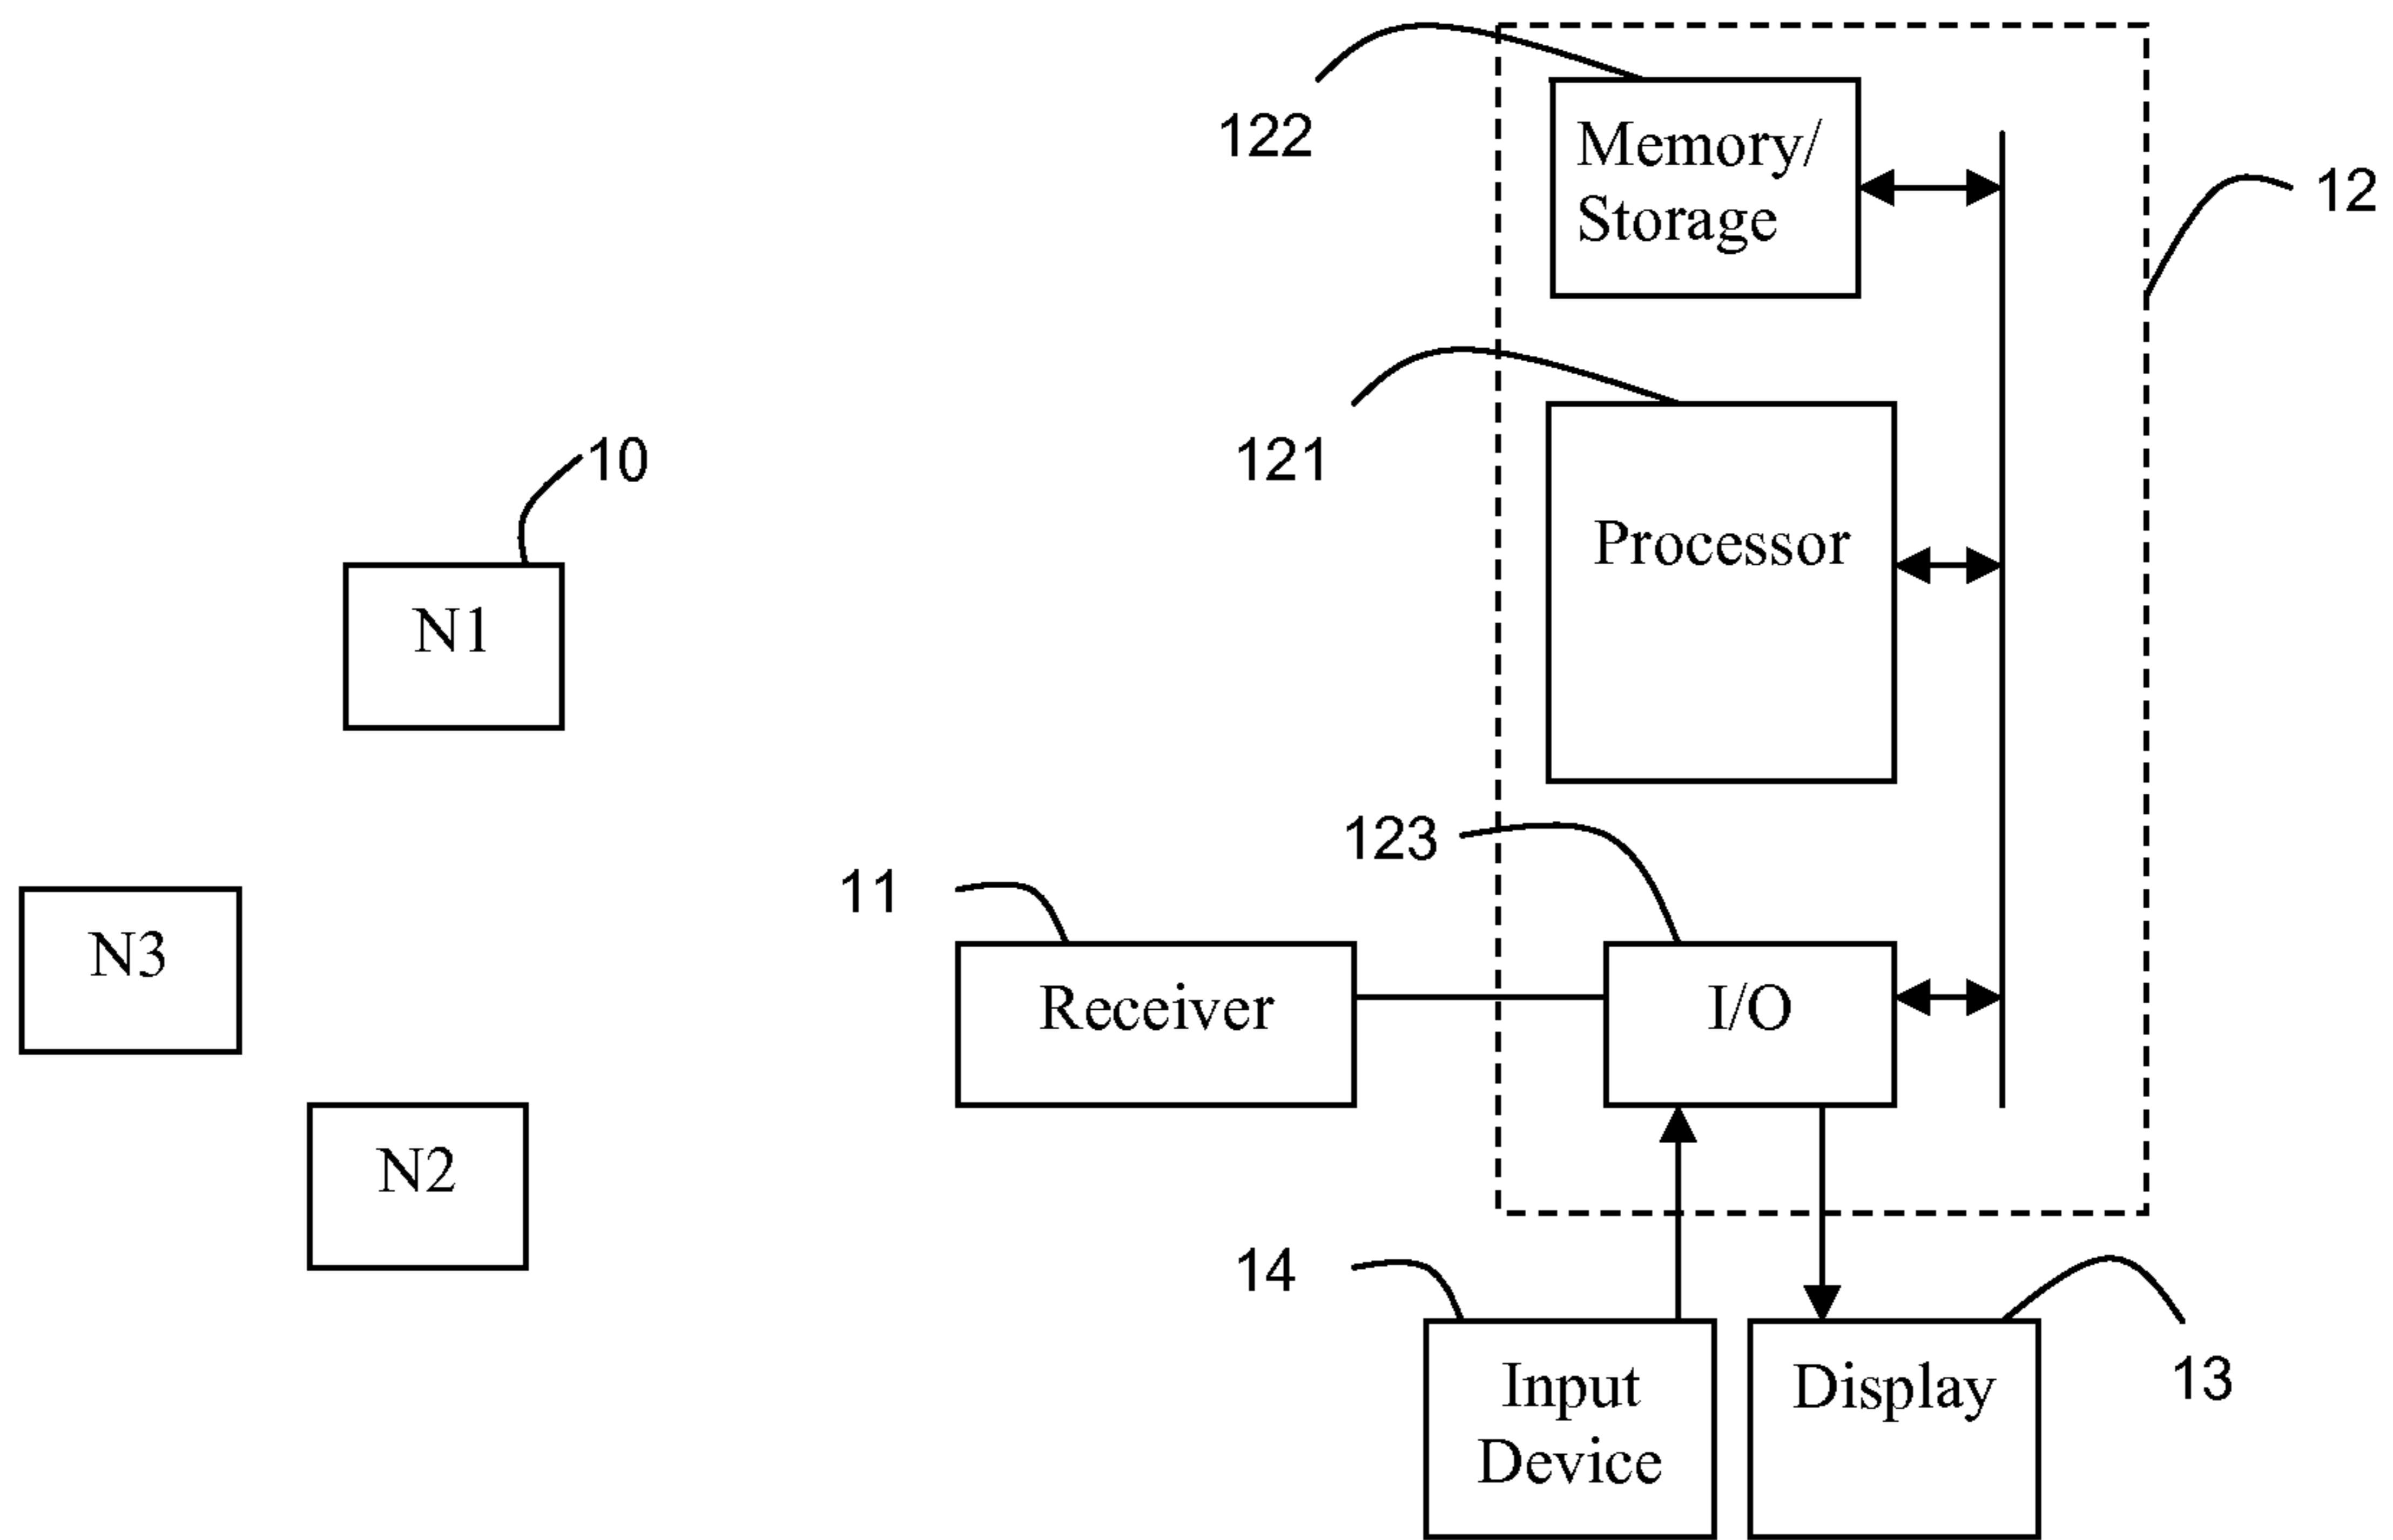 122
Memory/
Storage
12
121
Processor
10
N1
123
11
Receiver
I/O
N3
N2
14
Input
Device
Display
13